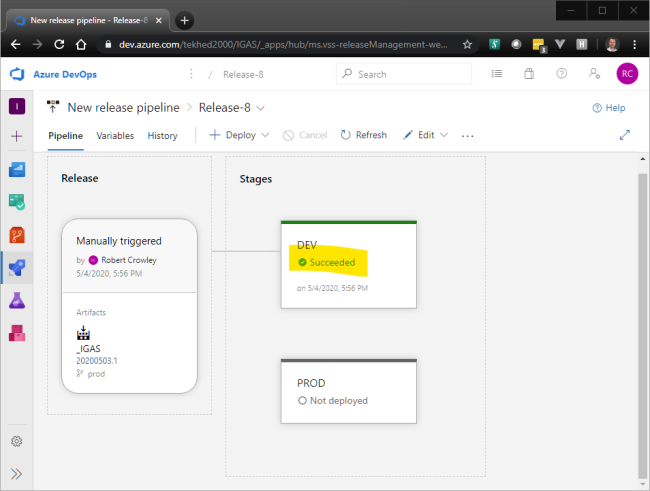 New release pipeline - Release-8
dev.azure.com/tekhed2000/IGAS/_apps/hub/ms.vss-releaseManagement-we...
3
H
Azure DevOps
/ Release-8
Search
RC
I
New release pipeline
Release-8
Help
Pipeline
Variables
History
Deploy
Cancel
Refresh
Edit
Release
Stages
Manually triggered
by RC Robert Crowley
5/4/2020, 5:56 PM
Artifacts
_IGAS
20200503.1
prod
DEV
Succeeded
on 5/4/2020, 5:56 PM
PROD
Not deployed